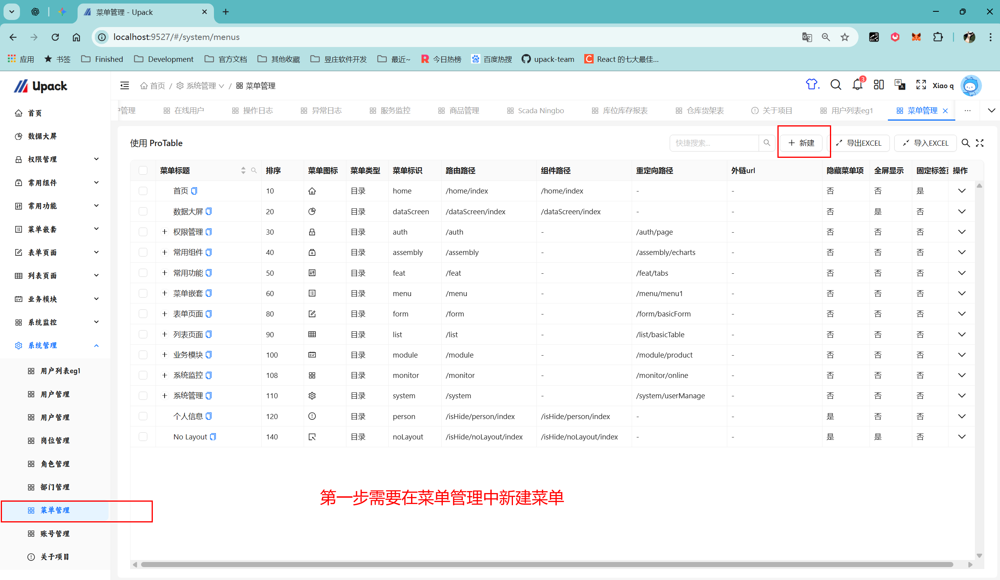 菜单管理 - Upack
localhost:9527/#/system/menus
应用 书签 Finished Development 官方文档 其他收藏 昱庄软件开发 最近~ 今日热榜 百度热搜 upack-team React 的七大最佳...
Upack
首页 / 系统管理 / 菜单管理
3
中 A
Xiao q
管理 在线用户 操作日志 异常日志 服务监控 商品管理 Scada Ningbo 库位库存报表 仓库货架表 关于项目 用户列表eg1 菜单管理
首页
数据大屏
权限管理
常用组件
常用功能
菜单嵌套
表单页面
列表页面
业务模块
系统监控
系统管理
用户列表eg1
用户管理
用户管理
岗位管理
角色管理
部门管理
菜单管理
账号管理
关于项目
使用 ProTable
快捷搜索... 新建 导出EXCEL 导入EXCEL
菜单标题 排序 菜单图标 菜单类型 菜单标识 路由路径 组件路径 重定向路径 外链url 隐藏菜单项 全屏显示 固定标签 操作
首页 10 目录 home /home/index /home/index - - 否 否 是
数据大屏 20 目录 dataScreen /dataScreen/index /dataScreen/index - - 否 是 否
权限管理 30 目录 auth /auth - /auth/page - 否 否 否
常用组件 40 目录 assembly /assembly - /assembly/echarts - 否 否 否
常用功能 50 目录 feat /feat - /feat/tabs - 否 否 否
菜单嵌套 60 目录 menu /menu - /menu/menu1 - 否 否 否
表单页面 80 目录 form /form - /form/basicForm - 否 否 否
列表页面 90 目录 list /list - /list/basicTable - 否 否 否
业务模块 100 目录 module /module - /module/product - 否 否 否
系统监控 108 目录 monitor /monitor - /monitor/online - 否 否 否
系统管理 110 目录 system /system - /system/userManage - 否 否 否
个人信息 120 目录 person /isHide/person/index /isHide/person/index - - 是 否 否
No Layout 140 目录 noLayout /isHide/noLayout/index /isHide/noLayout/index - - 是 是 否
第一步需要在菜单管理中新建菜单